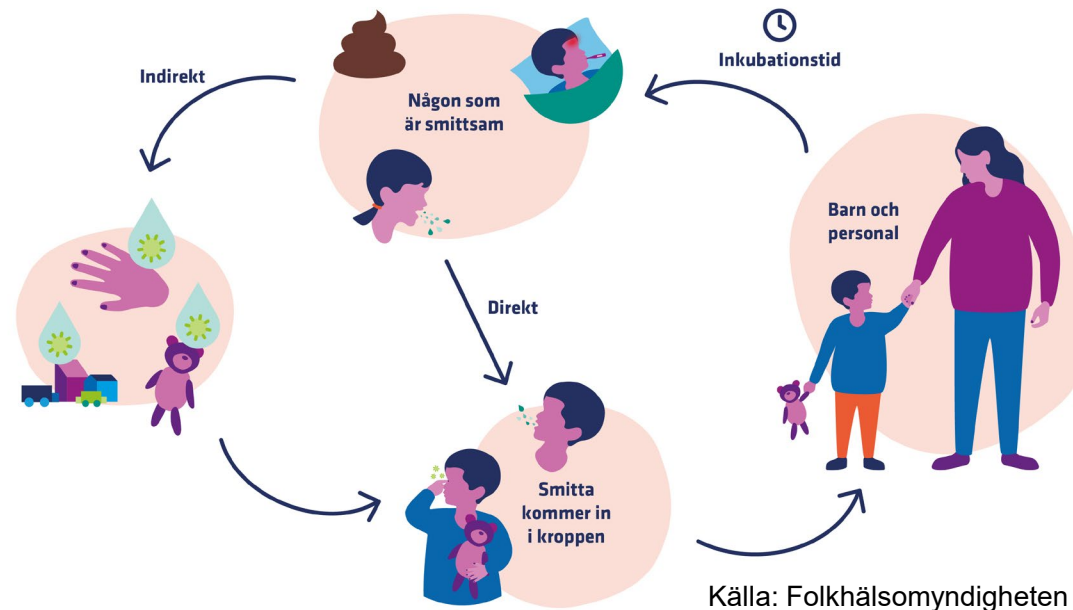 Indirekt
Någon som
är smittsam
Inkubationstid
Barn och
personal
Direkt
Smitta
kommer in
i kroppen
Källa: Folkhälsomyndigheten